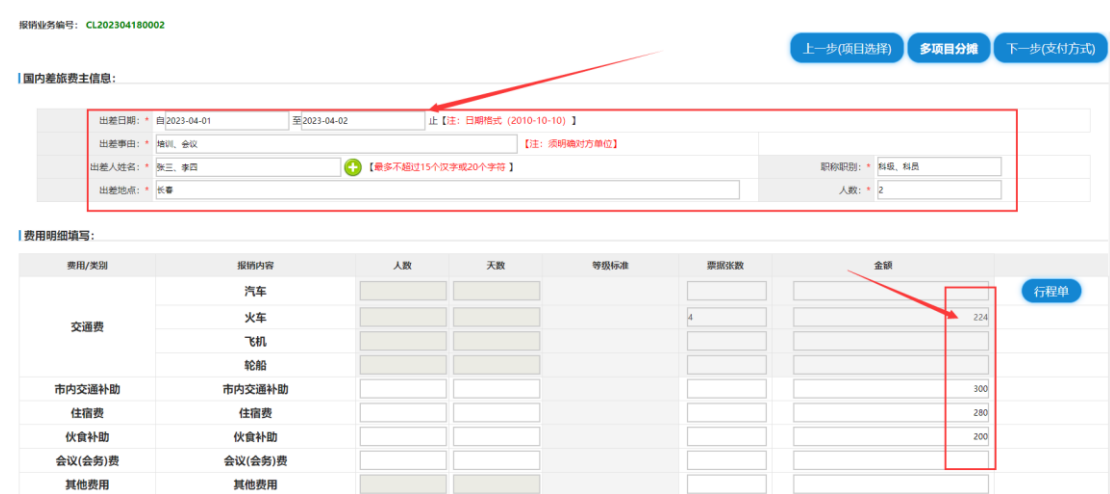 报销业务编号: CL202304180002
上一步(项目选择) 多项目分摊 下一步(支付方式)
国内差旅费主信息:
出差日期: * 自2023-04-01 至2023-04-02 止【注: 日期格式 (2010-10-10) 】
出差事由: * 培训、会议 【注: 须明确对方单位】
出差人姓名: * 张三、李四 【最多不超过15个汉字或20个字符 】 职称职别: * 科级、科员
出差地点: * 长春 人数: * 2
费用明细填写:
费用/类别 报销内容 人数 天数 等级标准 票据张数 金额
汽车 行程单
交通费
火车 4 224
飞机
轮船
市内交通补助 市内交通补助 300
住宿费 住宿费 280
伙食补助 伙食补助 200
会议(会务)费 会议(会务)费
其他费用 其他费用